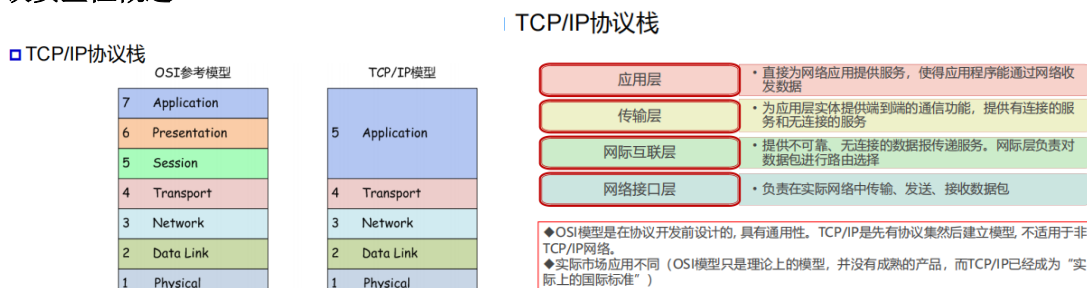 TCP/IP协议栈
OSI参考模型
TCP/IP模型
7 Application
6 Presentation
5 Session
4 Transport
3 Network
2 Data Link
1 Physical
5 Application
4 Transport
3 Network
2 Data Link
1 Physical
TCP/IP协议栈
应用层
• 直接为网络应用提供服务，使得应用程序能通过网络收
发数据
传输层
• 为应用层实体提供端到端的通信功能，提供有连接的服
务和无连接的服务
网际互联层
• 提供不可靠、无连接的数据报传递服务。网际层负责对
数据包进行路由选择
网络接口层
• 负责在实际网络中传输、发送、接收数据包
◆OSI模型是在协议开发前设计的, 具有通用性。TCP/IP是先有协议集然后建立模型, 不适用于非
TCP/IP网络。
◆实际市场应用不同（OSI模型只是理论上的模型，并没有成熟的产品，而TCP/IP已经成为“实
际上的国际标准”）